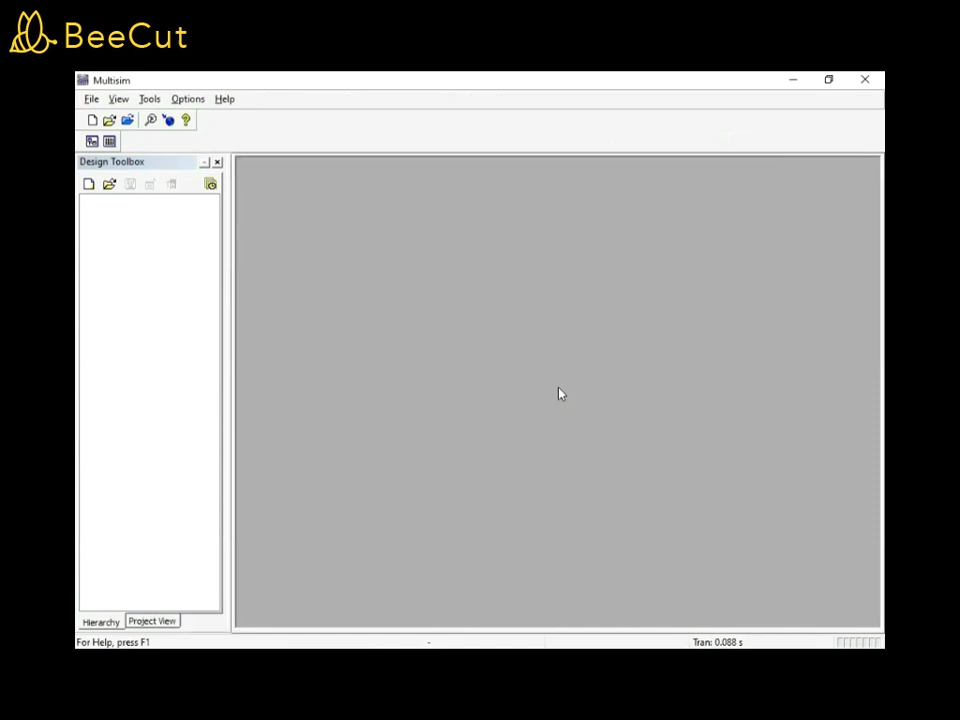 BeeCut
Multisim
File View Tools Options Help
Design Toolbox
Hierarchy Project View
For Help, press F1 - Tran: 0.088 s